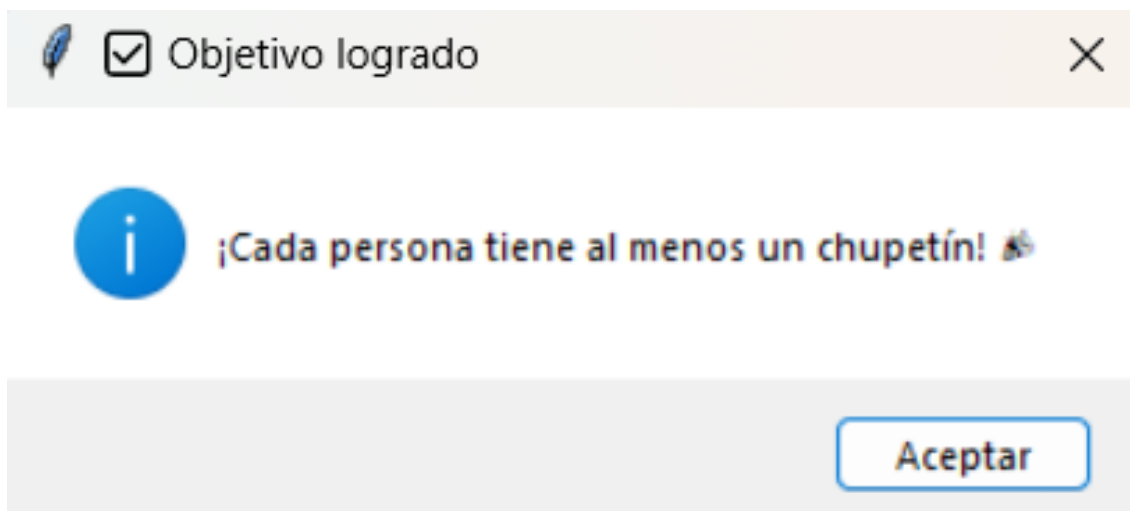 Objetivo logrado
¡Cada persona tiene al menos un chupetín! 🎉
Aceptar